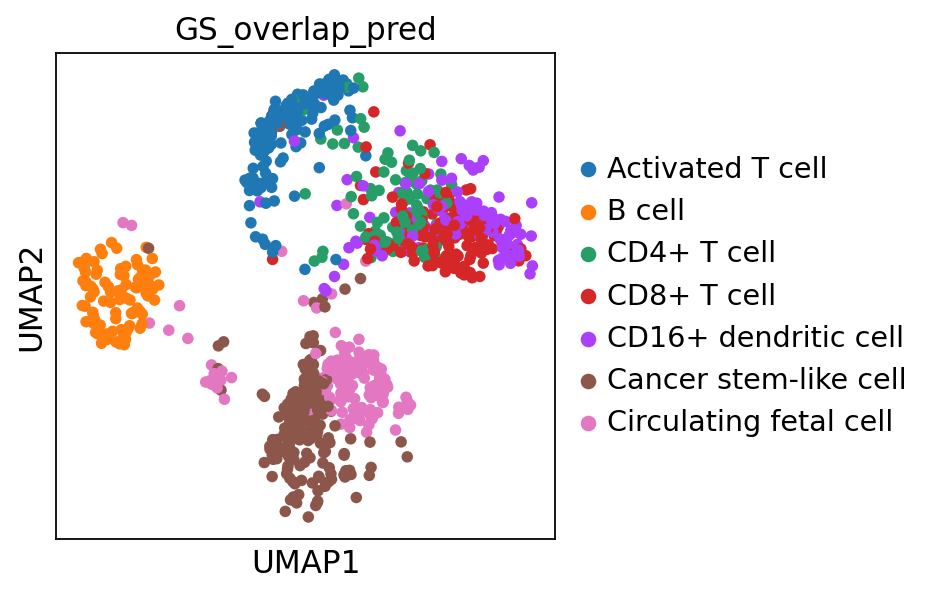 GS_overlap_pred
UMAP2
UMAP1
Activated T cell
B cell
CD4+ T cell
CD8+ T cell
CD16+ dendritic cell
Cancer stem-like cell
Circulating fetal cell